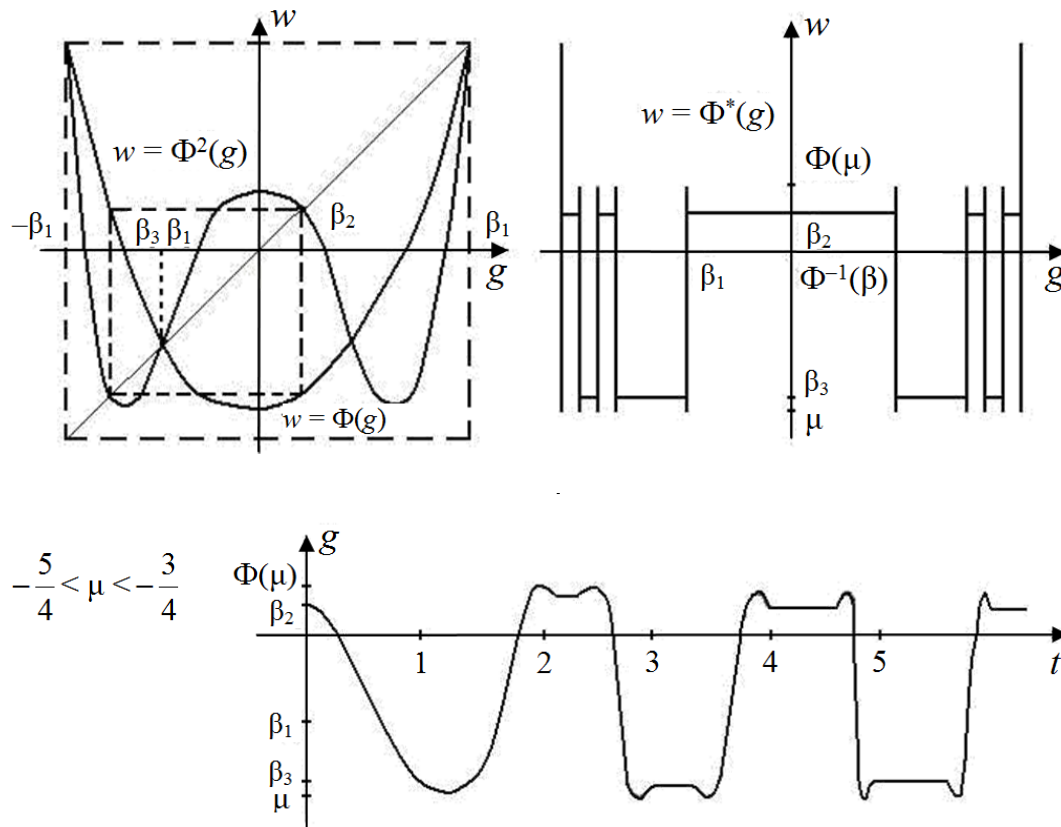 w
w = Φ²(g)
−β₁
β₃ β₁
β₂
β₁
g
w = Φ(g)
w
w = Φ*(g)
Φ(μ)
β₂
β₁
Φ⁻¹(β)
g
β₃
μ
−5/4 < μ < −3/4
g
Φ(μ)
β₂
1 2 3 4 5 t
β₁
β₃
μ